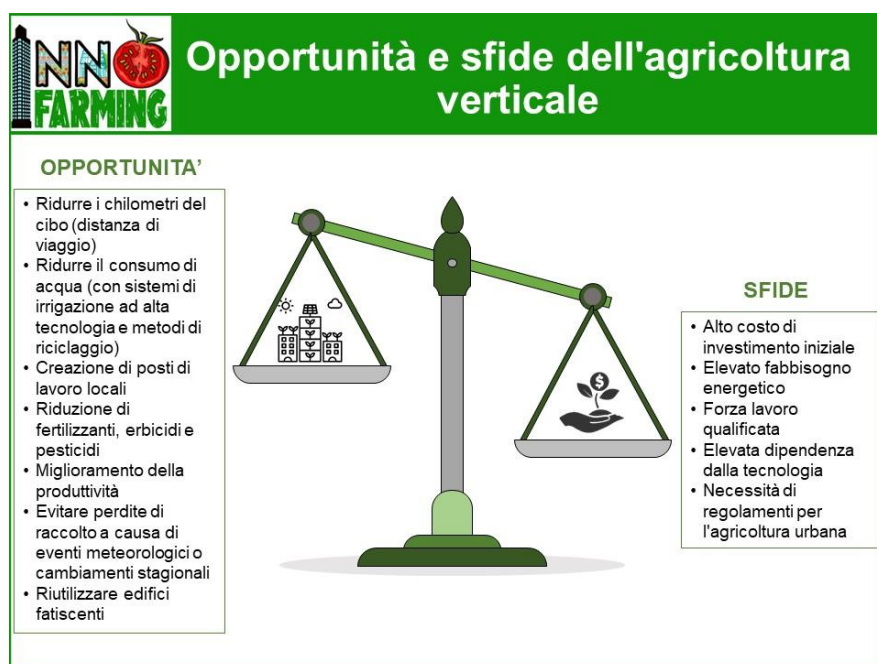 INNO
FARMING
Opportunità e sfide dell'agricoltura
verticale
OPPORTUNITA’
• Ridurre i chilometri del
cibo (distanza di
viaggio)
• Ridurre il consumo di
acqua (con sistemi di
irrigazione ad alta
tecnologia e metodi di
riciclaggio)
• Creazione di posti di
lavoro locali
• Riduzione di
fertilizzanti, erbicidi e
pesticidi
• Miglioramento della
produttività
• Evitare perdite di
raccolto a causa di
eventi meteorologici o
cambiamenti stagionali
• Riutilizzare edifici
fatiscenti
$
SFIDE
• Alto costo di
investimento iniziale
• Elevato fabbisogno
energetico
• Forza lavoro
qualificata
• Elevata dipendenza
dalla tecnologia
• Necessità di
regolamenti per
l'agricoltura urbana